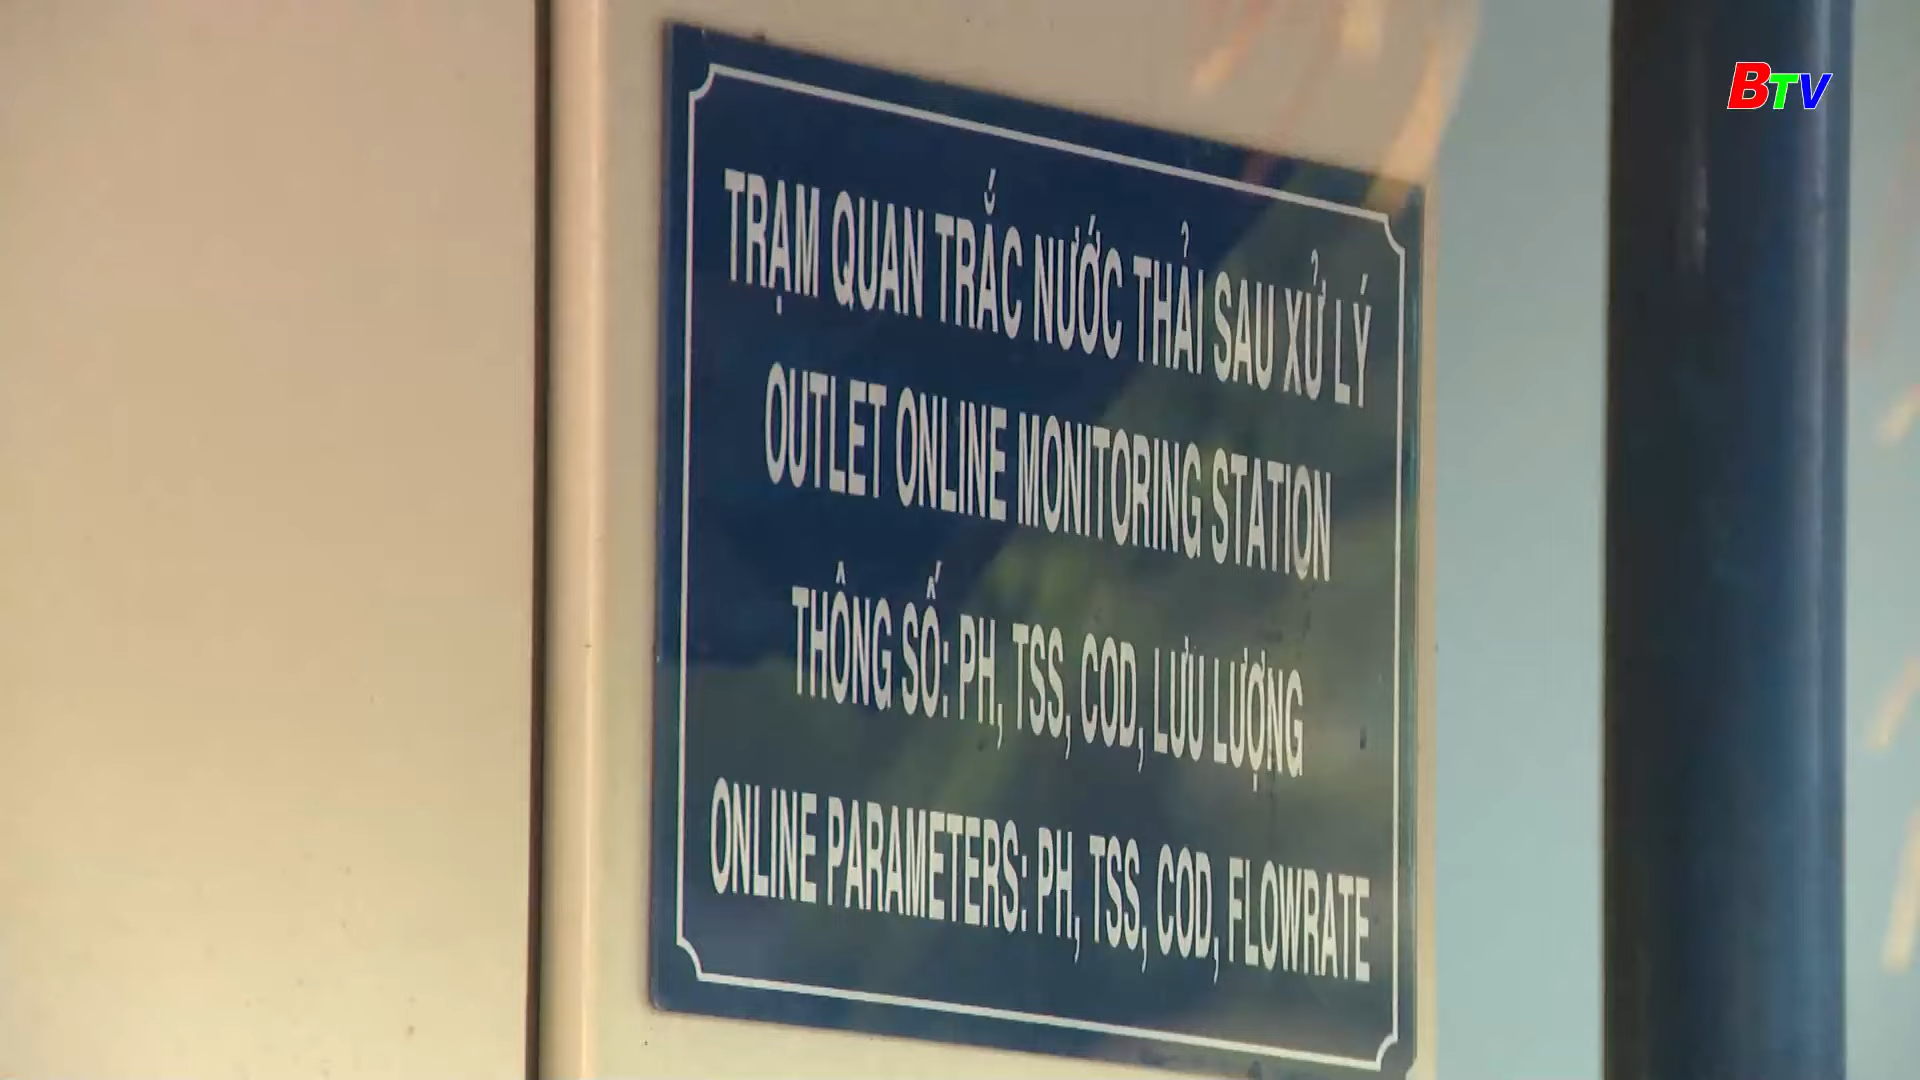 BTV
TRẠM QUAN TRẮC NƯỚC THẢI SAU XỬ LÝ
OUTLET ONLINE MONITORING STATION
THÔNG SỐ: PH, TSS, COD, LƯU LƯỢNG
ONLINE PARAMETERS: PH, TSS, COD, FLOWRATE